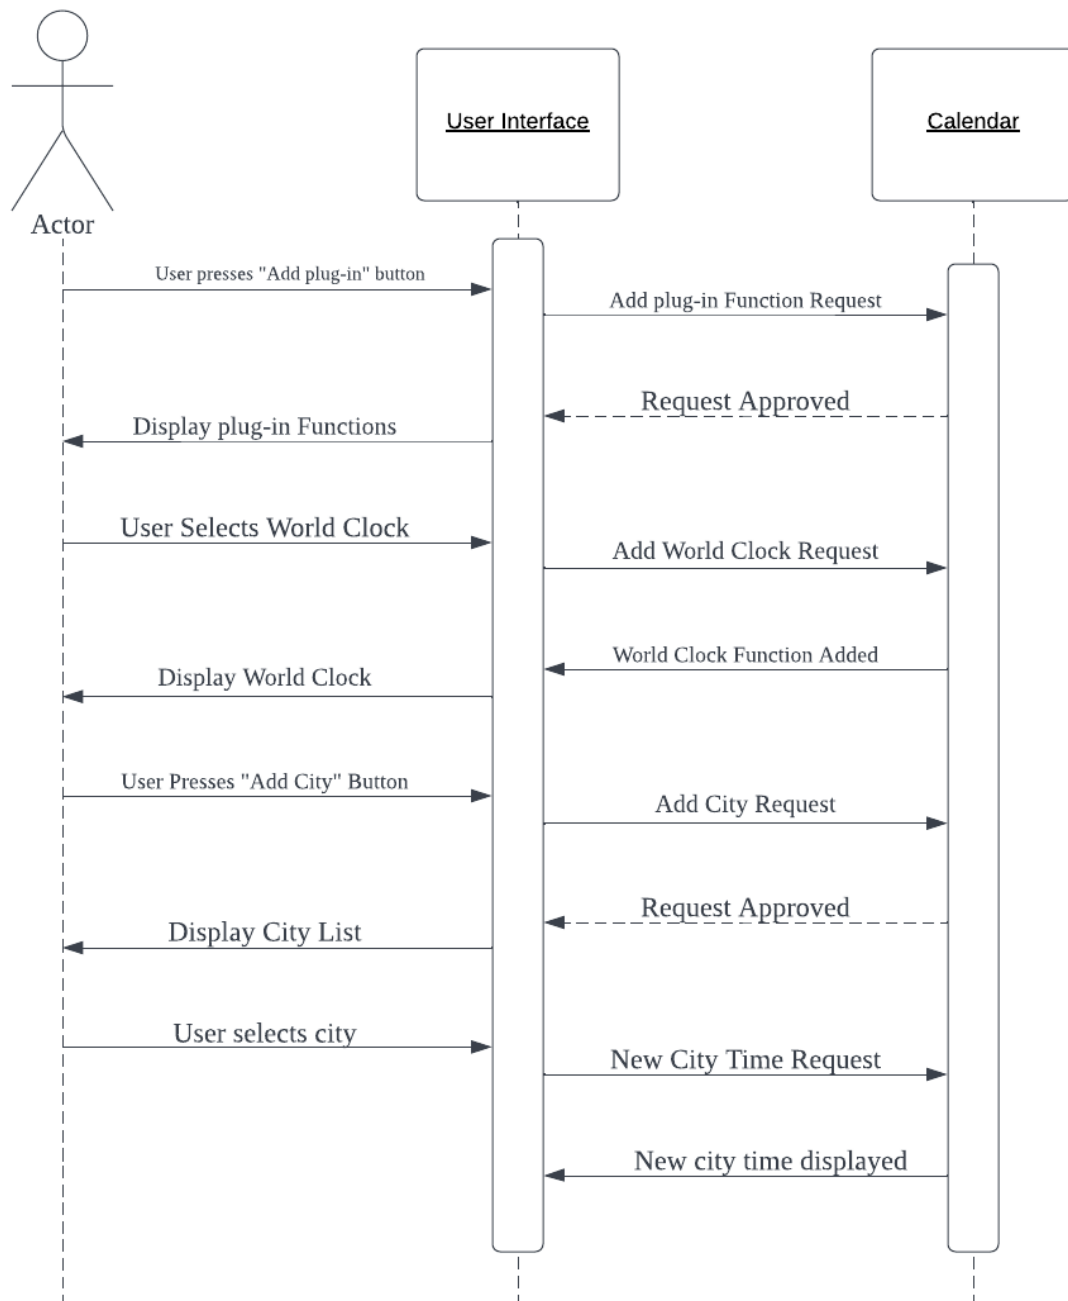 User Interface
Calendar
Actor
User presses "Add plug-in" button
Add plug-in Function Request
Request Approved
Display plug-in Functions
User Selects World Clock
Add World Clock Request
World Clock Function Added
Display World Clock
User Presses "Add City" Button
Add City Request
Request Approved
Display City List
User selects city
New City Time Request
New city time displayed